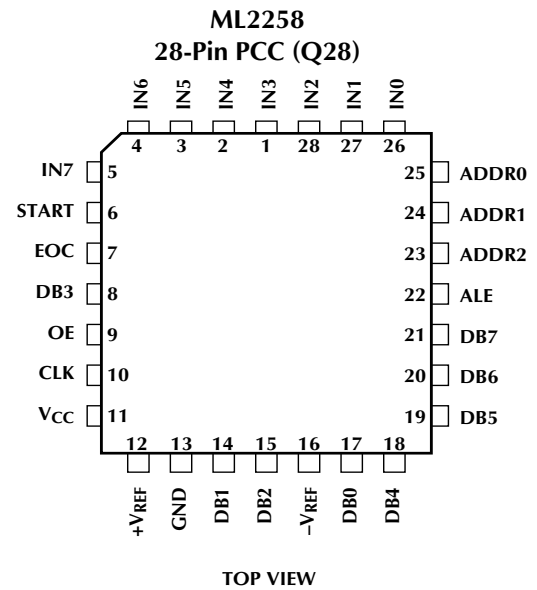 ML2258
28-Pin PCC (Q28)
IN6 IN5 IN4 IN3 IN2 IN1 IN0
4 3 2 1 28 27 26
IN7 5 25 ADDR0
START 6 24 ADDR1
EOC 7 23 ADDR2
DB3 8 22 ALE
OE 9 21 DB7
CLK 10 20 DB6
VCC 11 19 DB5
12 13 14 15 16 17 18
+VREF GND DB1 DB2 –VREF DB0 DB4
TOP VIEW